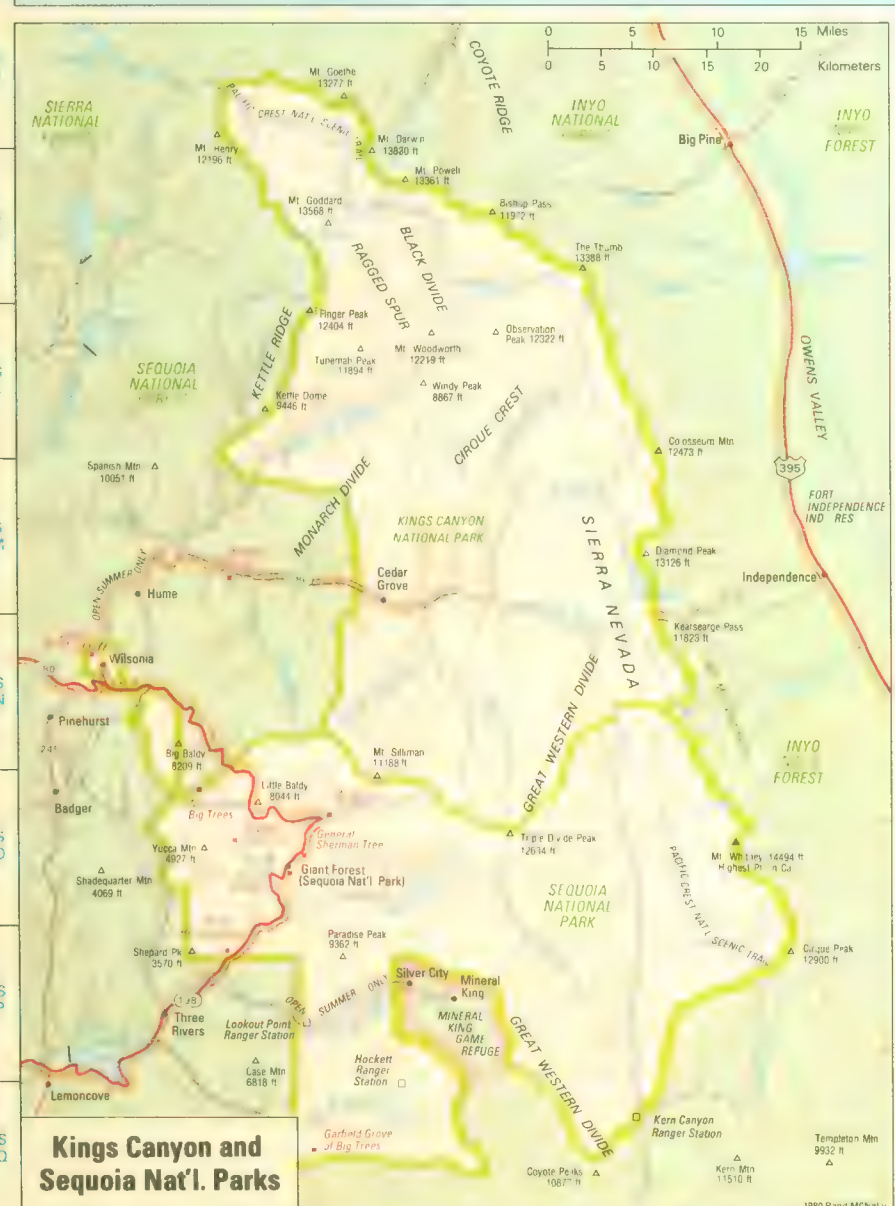 0 5 10 15 Miles
0 5 10 15 20 Kilometers
Mt. Goethe
13277 ft
COYOTE RIDGE
SIERRA
NATIONAL
PACIFIC CREST NAT'L SCENIC TRAIL
INYO
NATIONAL
INYO
FOREST
Big Pine
Mt. Henry
12196 ft
Mt. Darwin
13830 ft
Mt. Powell
13361 ft
Mt. Goddard
13568 ft
Bishop Pass
The Thumb
13388 ft
BLACK DIVIDE
RAGGED SPUR
KETTLE RIDGE
Finger Peak
12404 ft
Observation
Peak 12322 ft
Tunemah Peak
11894 ft
Mt. Woodworth
12219 ft
OWENS VALLEY
SEQUOIA
NATIONAL
Windy Peak
8867 ft
Kettle Dome
9446 ft
CIRQUE CREST
Colosseum Mtn
12473 ft
Spanish Mtn
10051 ft
MONARCH DIVIDE
395
FORT
INDEPENDENCE
IND RES
KINGS CANYON
NATIONAL PARK
SIERRA NEVADA
OPEN SUMMER ONLY
Diamond Peak
13126 ft
Independence
Hume
Cedar
Grove
Kearsarge Pass
11823 ft
Wilsonia
GREAT WESTERN DIVIDE
Pinehurst
Big Baldy
8209 ft
Mt. Silliman
11188 ft
INYO
FOREST
Badger
Little Baldy
8044 ft
Big Trees
General
Sherman Tree
Triple Divide Peak
12634 ft
Mt. Whitney 14494 ft
Yucca Mtn
4927 ft
Giant Forest
(Sequoia Nat'l Park)
Shadequarter Mtn
4069 ft
SEQUOIA
NATIONAL
PARK
PACIFIC CREST NAT'L SCENIC TRAIL
Paradise Peak
9362 ft
Shepard Pk
3570 ft
Cirque Peak
12900 ft
Silver City
Mineral
King
OPEN SUMMER ONLY
198
Three
Rivers
Lookout Point
Ranger Station
MINERAL
KING
GAME
REFUGE
GREAT WESTERN DIVIDE
Case Mtn
6818 ft
Hockett
Ranger
Station
Lemoncove
Kern Canyon
Ranger Station
Garfield Grove
of Big Trees
Kings Canyon and
Sequoia Nat'l. Parks
Coyote Peaks
Kern Mtn
11510 ft
Templeton Mtn
9932 ft